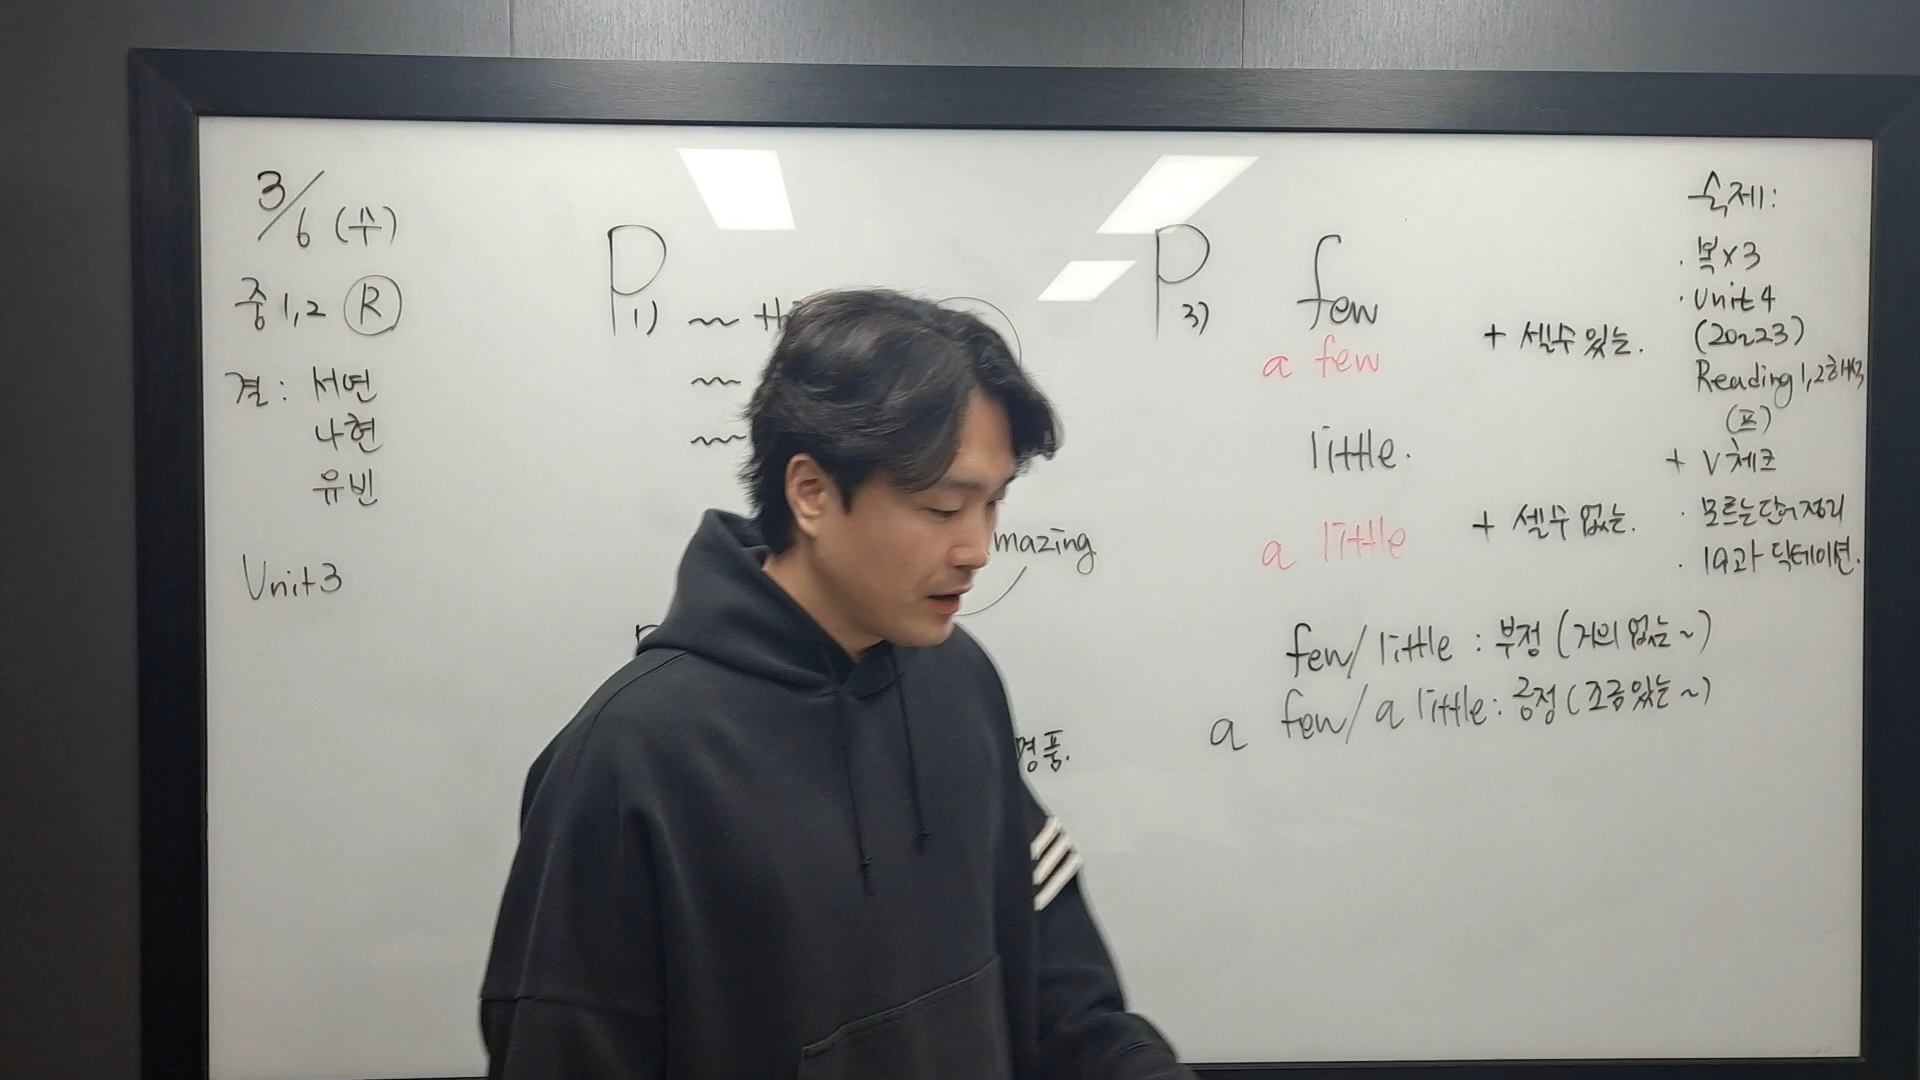 3/6 (수)
중1,2 Ⓡ
결: 서연
나현
유빈
Unit3
P1) ~ thi
~
~
mazing
명품.
P3) few
a few
+ 셀수 있는.
little.
a little
+ 셀수 없는.
few/little : 부정 (거의 없는~)
a few/a little: 긍정 (조금있는~)
숙제:
· 복x3
· Unit 4
(20~23)
Reading 1,2해석
(프)
+ V체크
· 모르는단어정리
· 19과 딕테이션.